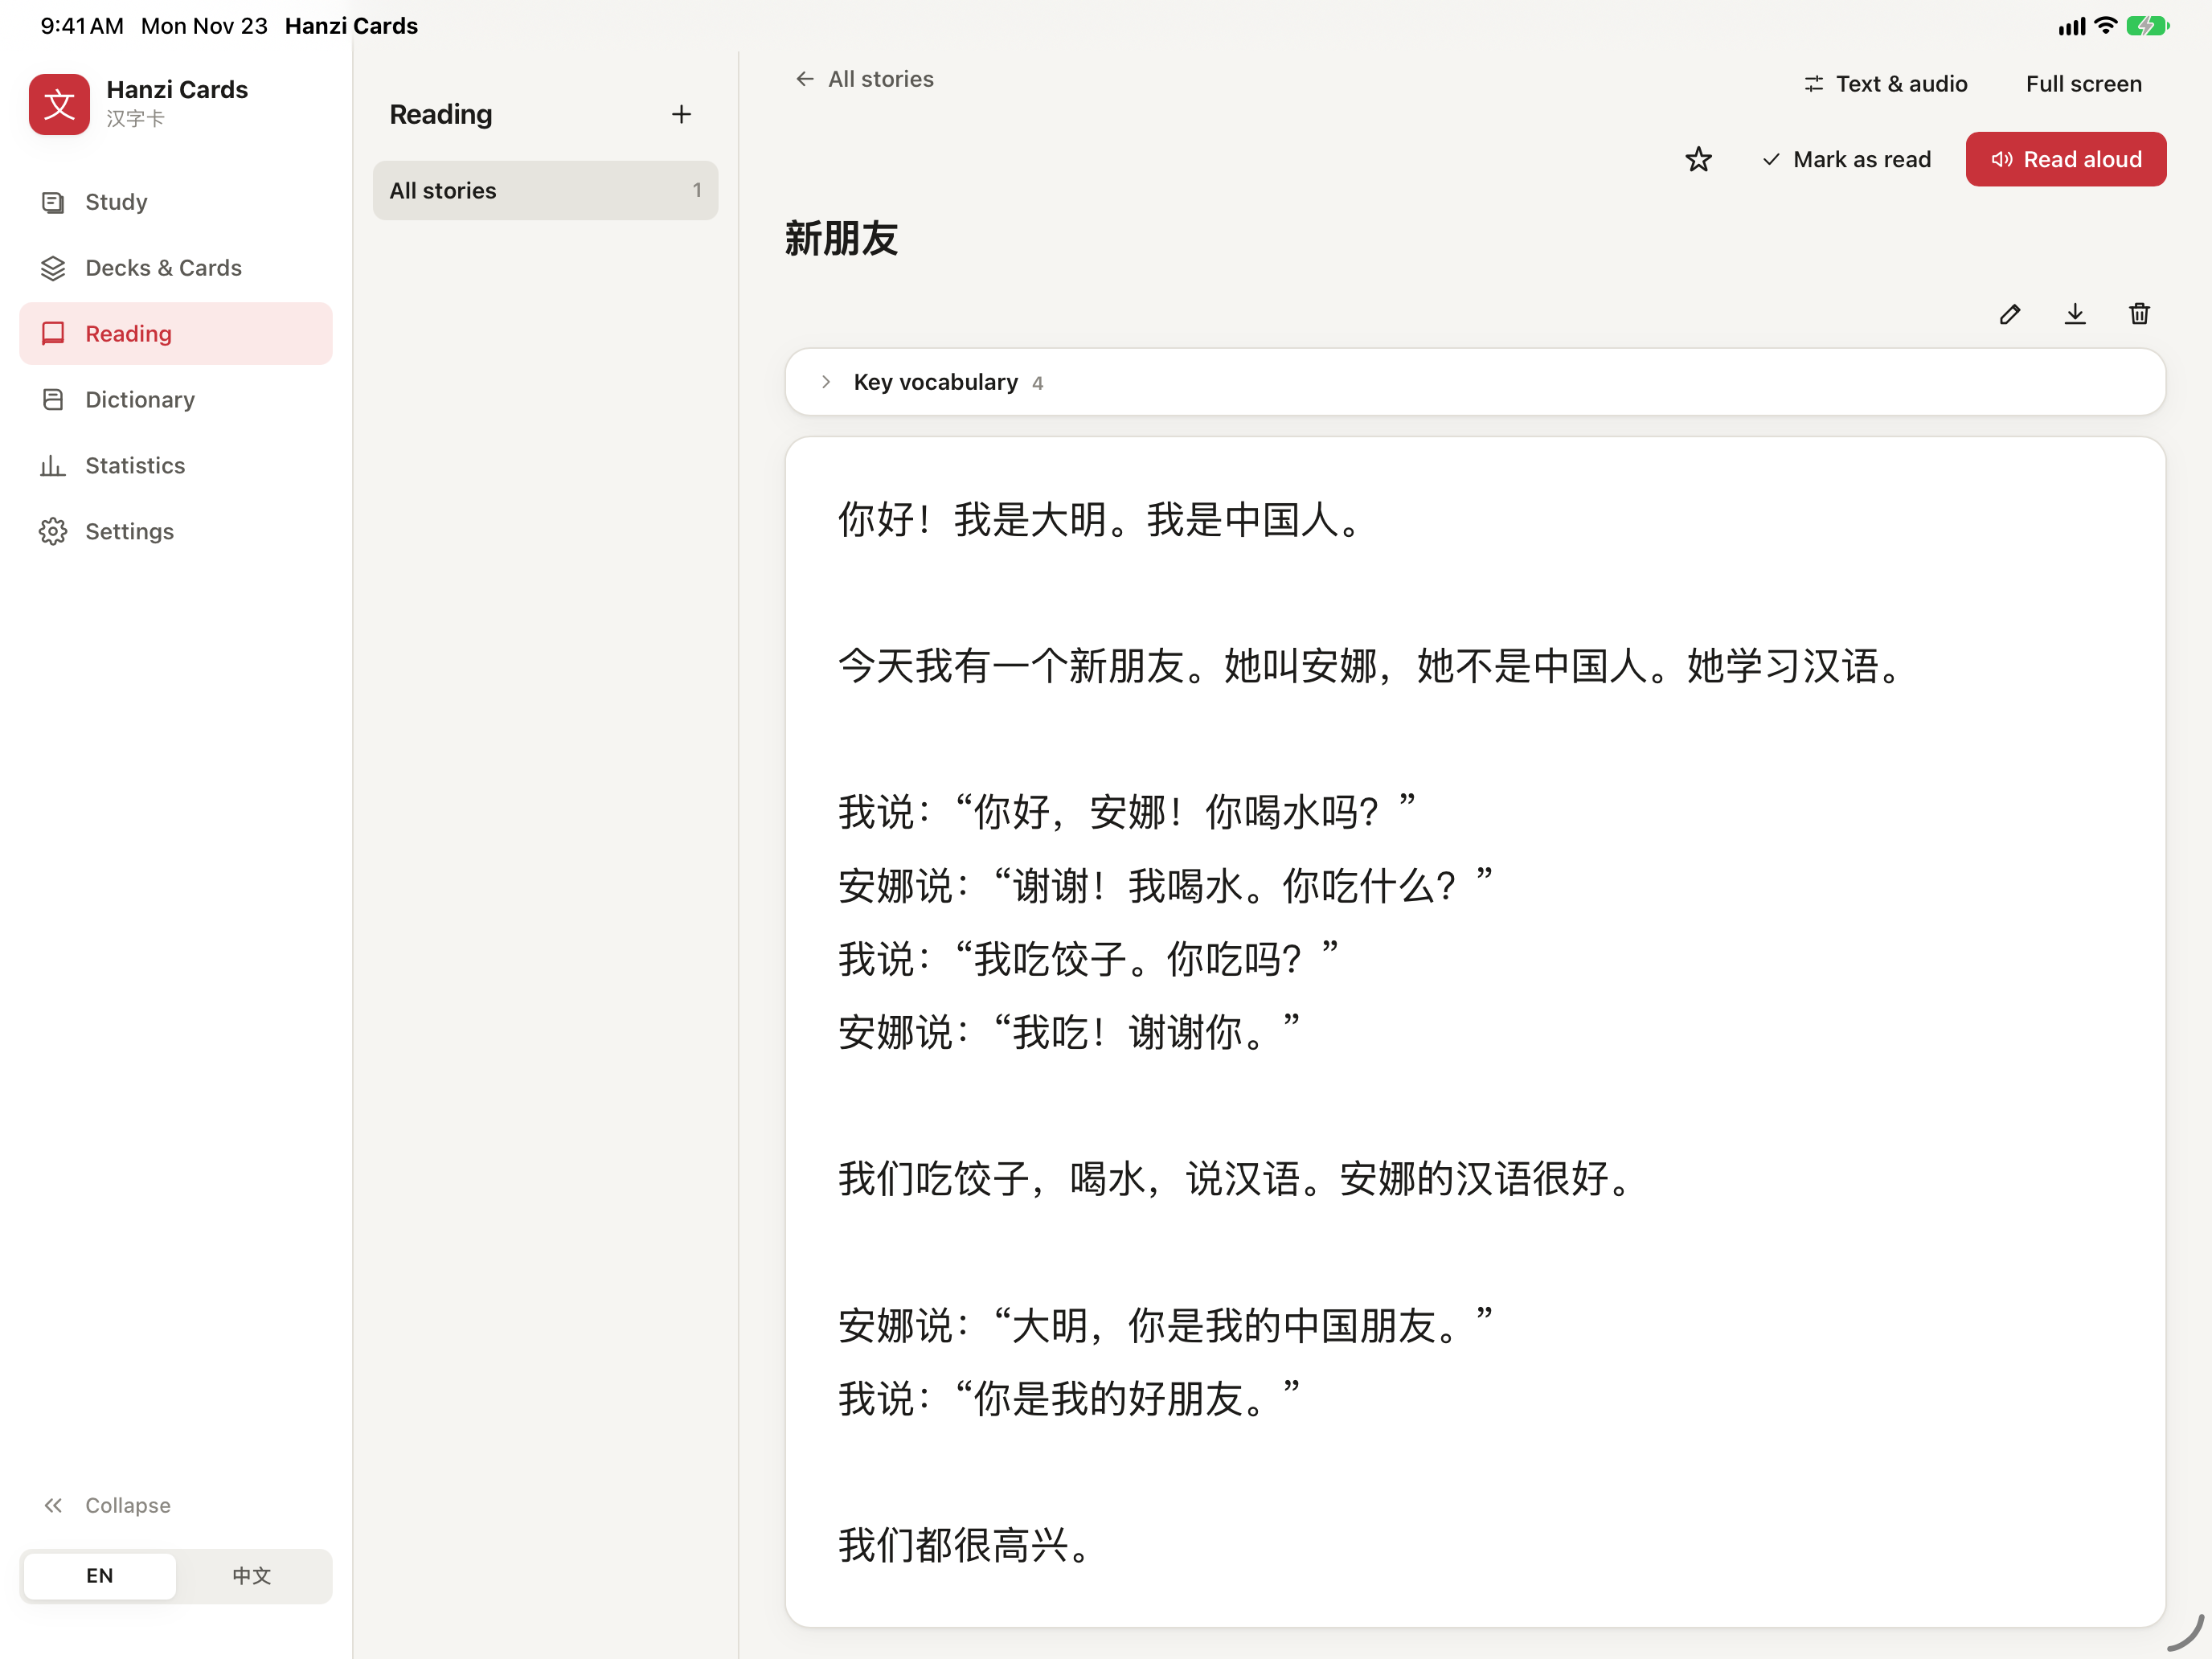 9:41 AM Mon Nov 23 Hanzi Cards
文
Hanzi Cards
汉字卡
Study
Decks & Cards
Reading
Dictionary
Statistics
Settings
Collapse
EN
中文
Reading
All stories 1
All stories
Text & audio
Full screen
Mark as read
Read aloud
新朋友
Key vocabulary 4
你好！我是大明。我是中国人。
今天我有一个新朋友。她叫安娜，她不是中国人。她学习汉语。
我说：“你好，安娜！你喝水吗？”
安娜说：“谢谢！我喝水。你吃什么？”
我说：“我吃饺子。你吃吗？”
安娜说：“我吃！谢谢你。”
我们吃饺子，喝水，说汉语。安娜的汉语很好。
安娜说：“大明，你是我的中国朋友。”
我说：“你是我的好朋友。”
我们都很高兴。